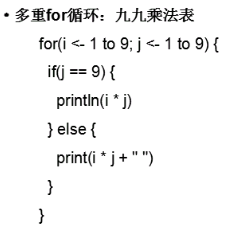 • 多重for循环：九九乘法表
for(i <- 1 to 9; j <- 1 to 9) {
if(j == 9) {
println(i * j)
} else {
print(i * j + " ")
}
}